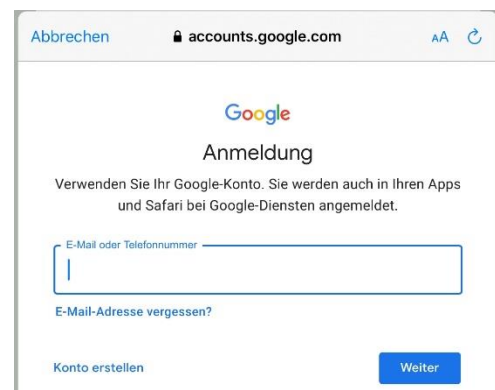 Abbrechen accounts.google.com AA
Google
Anmeldung
Verwenden Sie Ihr Google-Konto. Sie werden auch in Ihren Apps
und Safari bei Google-Diensten angemeldet.
E-Mail oder Telefonnummer
E-Mail-Adresse vergessen?
Konto erstellen Weiter